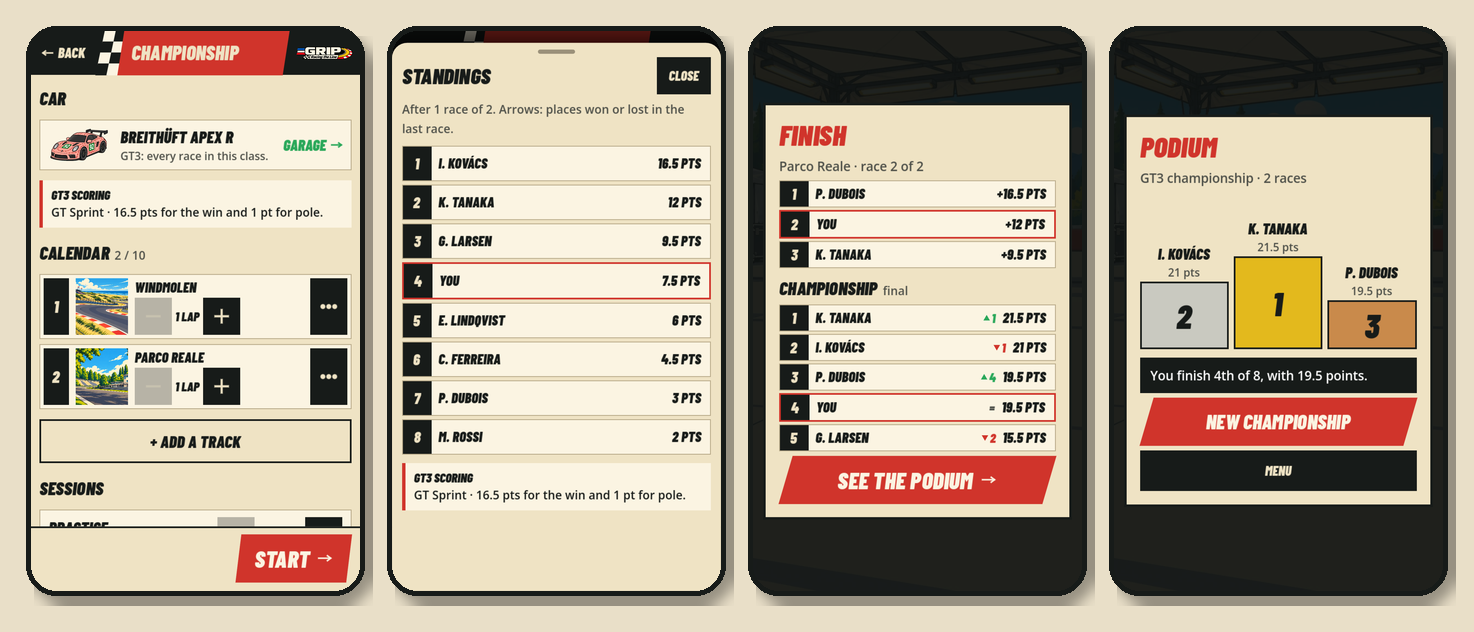 ← BACK
CHAMPIONSHIP
GRIP
CAR
BREITHÜFT APEX R
GT3: every race in this class.
GARAGE →
GT3 SCORING
GT Sprint · 16.5 pts for the win and 1 pt for pole.
CALENDAR 2 / 10
1
WINDMOLEN
− 1 LAP +
•••
2
PARCO REALE
− 1 LAP +
•••
+ ADD A TRACK
SESSIONS
PRACTICE
START →
STANDINGS
CLOSE
After 1 race of 2. Arrows: places won or lost in the
last race.
1 I. KOVÁCS 16.5 PTS
2 K. TANAKA 12 PTS
3 G. LARSEN 9.5 PTS
4 YOU 7.5 PTS
5 E. LINDQVIST 6 PTS
6 C. FERREIRA 4.5 PTS
7 P. DUBOIS 3 PTS
8 M. ROSSI 2 PTS
GT3 SCORING
GT Sprint · 16.5 pts for the win and 1 pt for pole.
FINISH
Parco Reale · race 2 of 2
1 P. DUBOIS +16.5 PTS
2 YOU +12 PTS
3 K. TANAKA +9.5 PTS
CHAMPIONSHIP final
1 K. TANAKA ▲1 21.5 PTS
2 I. KOVÁCS ▼1 21 PTS
3 P. DUBOIS ▲4 19.5 PTS
4 YOU = 19.5 PTS
5 G. LARSEN ▼2 15.5 PTS
SEE THE PODIUM →
PODIUM
GT3 championship · 2 races
K. TANAKA
21.5 pts
1
I. KOVÁCS
21 pts
2
P. DUBOIS
19.5 pts
3
You finish 4th of 8, with 19.5 points.
NEW CHAMPIONSHIP
MENU